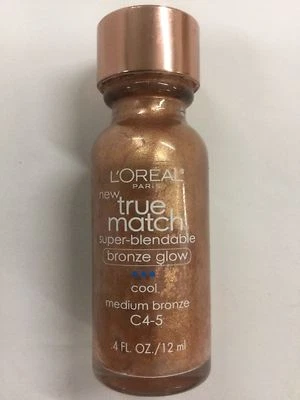 L'ORÉAL
PARIS
new
true
match
super-blendable
bronze glow
cool
medium bronze
C4-5
.4 FL. OZ./12 ml